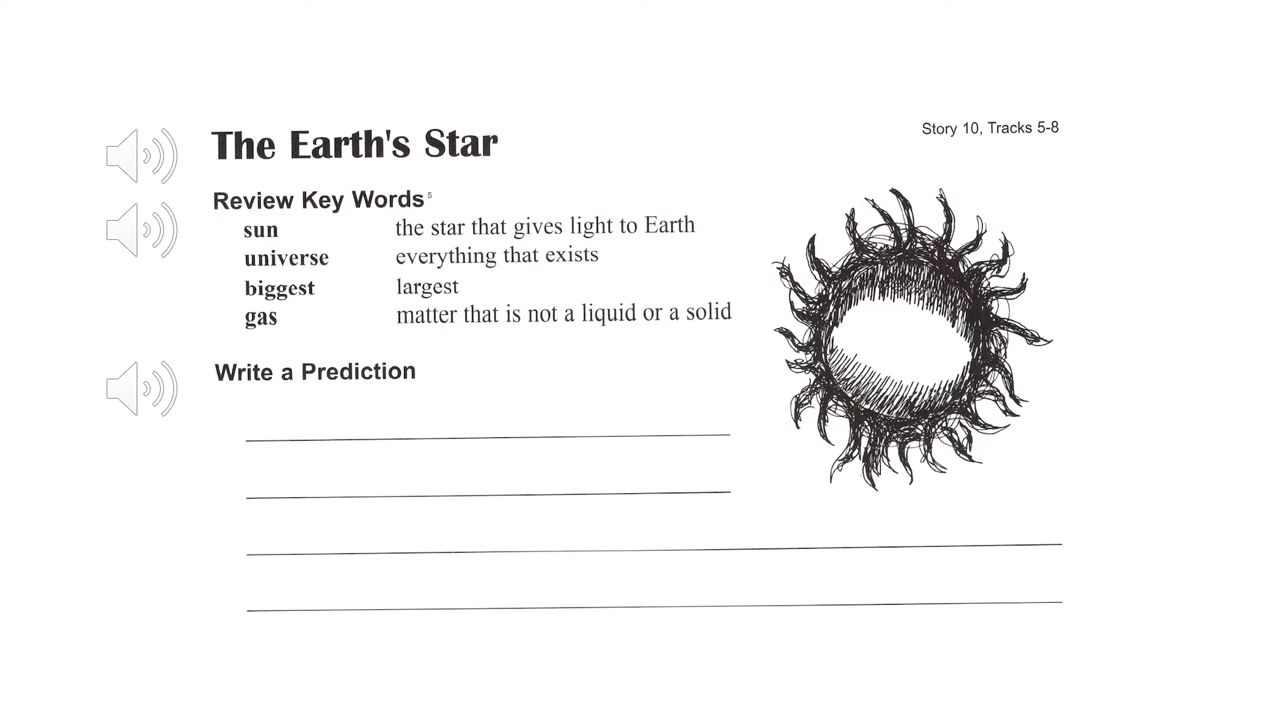 The Earth's Star
Story 10, Tracks 5-8
Review Key Words 5
sun the star that gives light to Earth
universe everything that exists
biggest largest
gas matter that is not a liquid or a solid
Write a Prediction